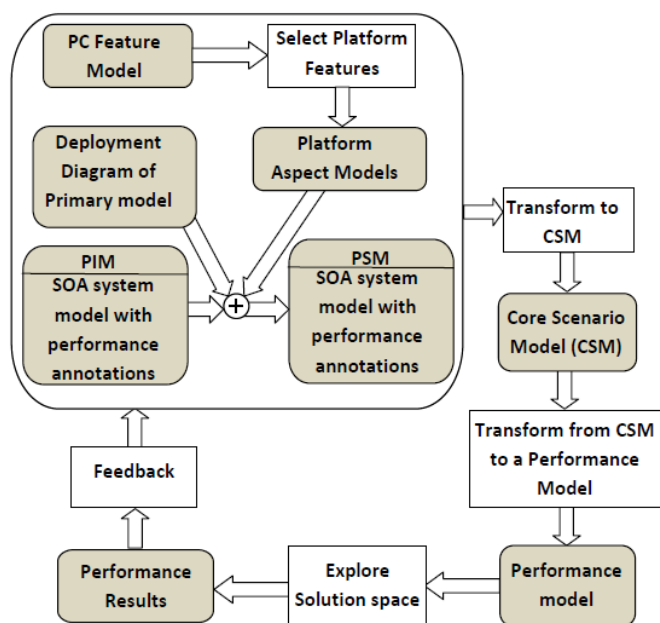 PC Feature
Model
Select Platform
Features
Deployment
Diagram of
Primary model
Platform
Aspect Models
PIM
SOA system
model with
performance
annotations
+
PSM
SOA system
model with
performance
annotations
Transform to
CSM
Core Scenario
Model (CSM)
Transform from CSM
to a Performance
Model
Performance
model
Explore
Solution space
Performance
Results
Feedback